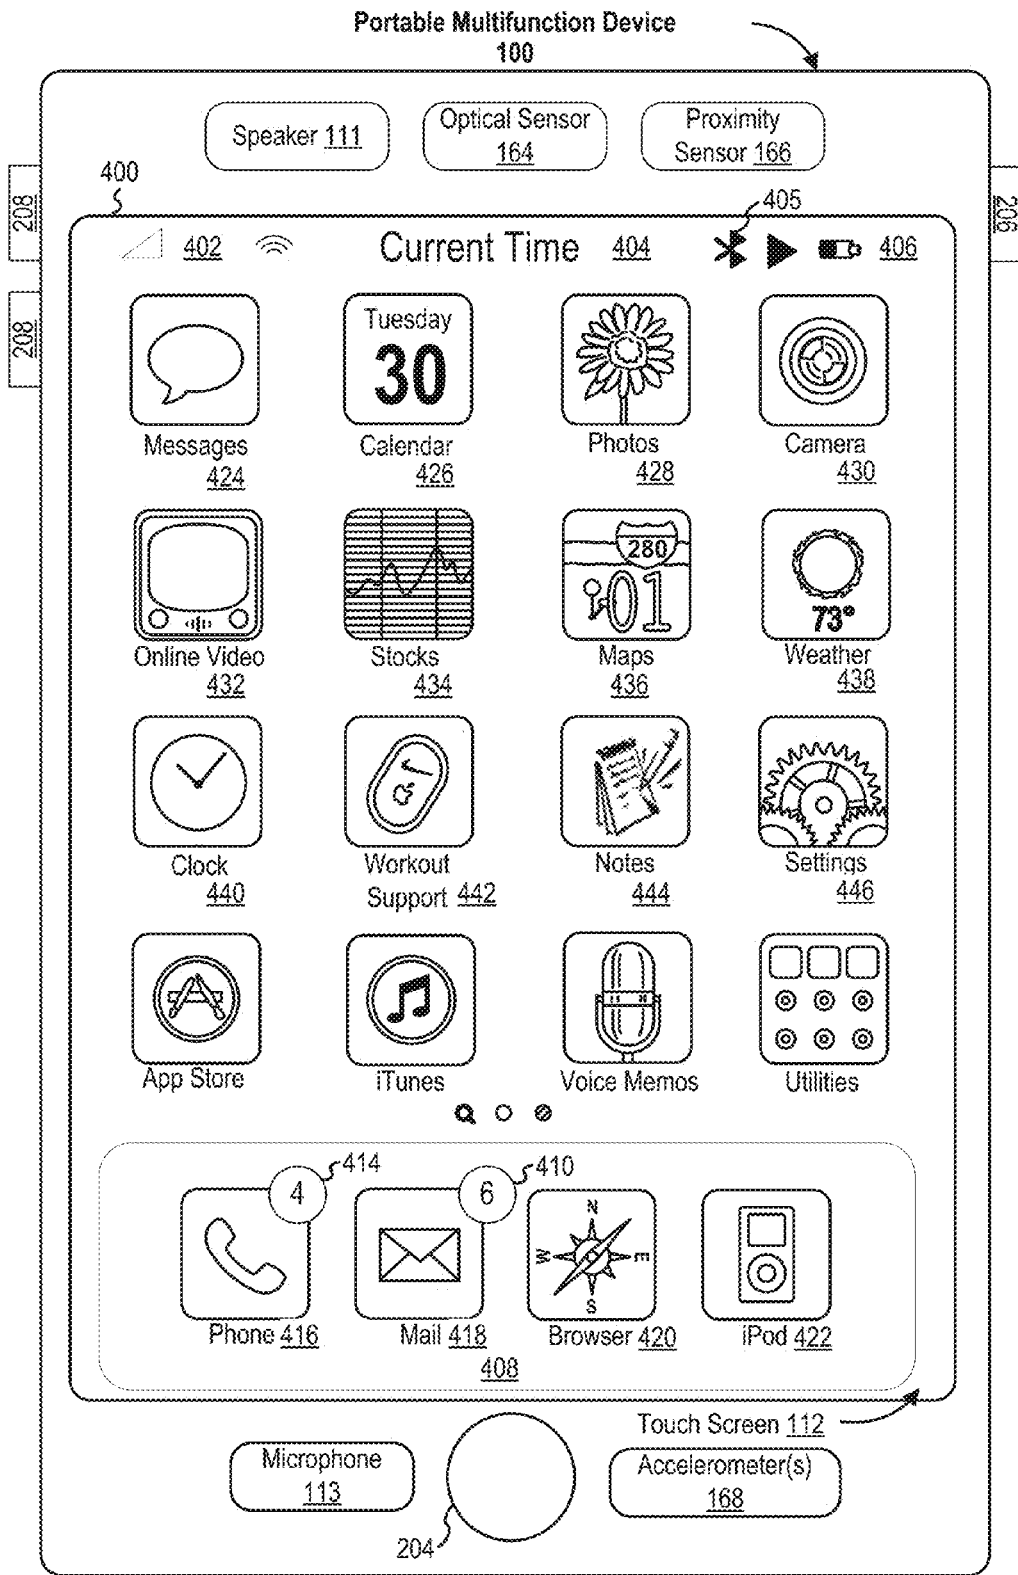 Portable Multifunction Device
100
Speaker 111
Optical Sensor
164
Proximity
Sensor 166
208
206
400
405
402
Current Time
404
406
208
Tuesday
30
Messages
424
Calendar
426
Photos
428
Camera
430
280
01
73°
Online Video
432
Stocks
434
Maps
436
Weather
438
Clock
440
Workout
Support 442
Notes
444
Settings
446
App Store
iTunes
Voice Memos
Utilities
4
414
6
410
N
W
E
S
Phone 416
Mail 418
Browser 420
iPod 422
408
Touch Screen 112
Microphone
113
Accelerometer(s)
168
204